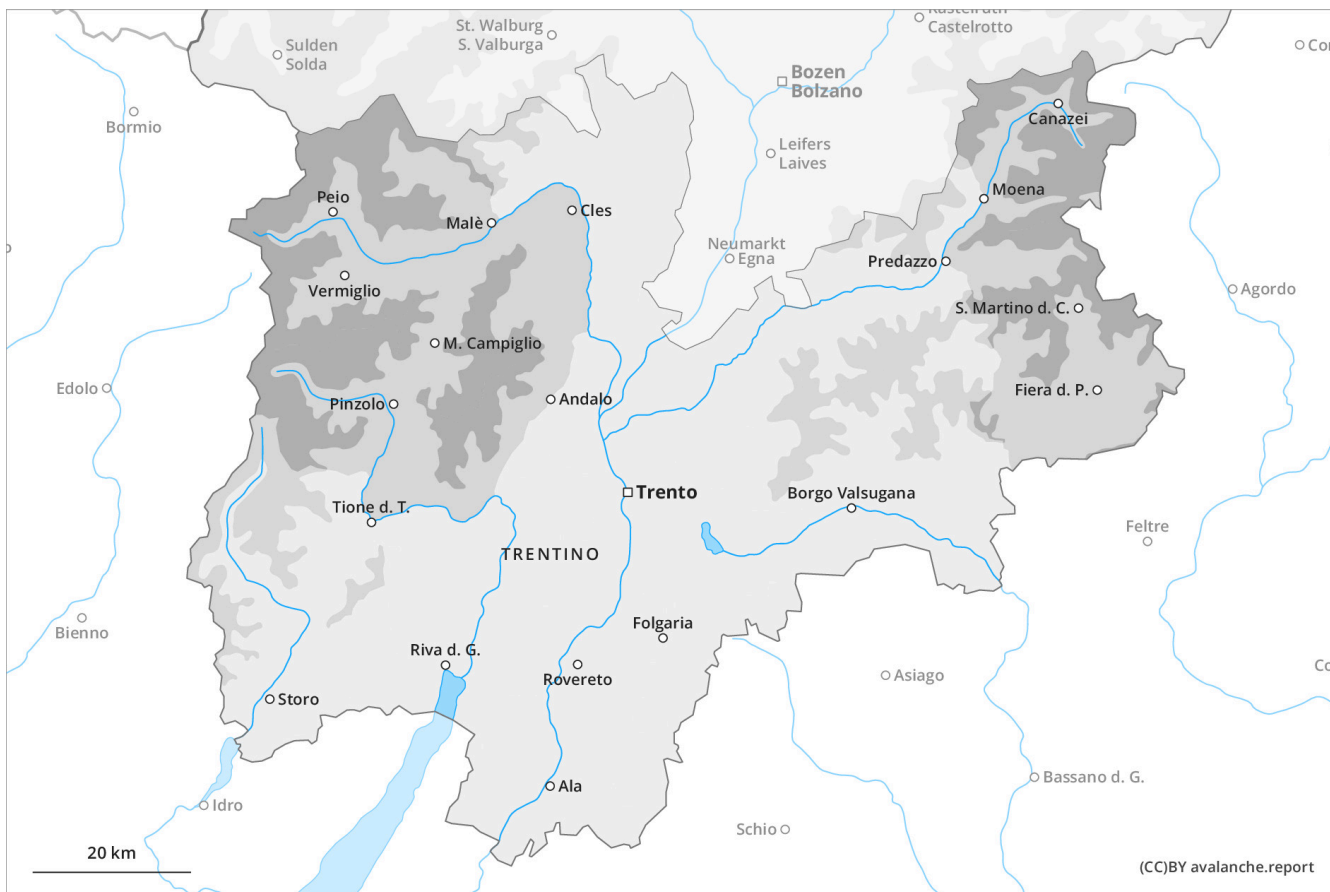 St. Walburg
S. Valburga
Castelrotto
Sulden
Solda
Bozen
Bolzano
Bormio
Canazei
Leifers
Laives
Peio
Moena
Malè
Cles
Neumarkt
Egna
Predazzo
Vermiglio
Agordo
S. Martino d. C.
M. Campiglio
Edolo
Pinzolo
Andalo
Fiera d. P.
Trento
Borgo Valsugana
Tione d. T.
Feltre
TRENTINO
Bienno
Folgaria
Riva d. G.
Rovereto
Asiago
Storo
Ala
Bassano d. G.
Idro
Schio
20 km
(CC)BY avalanche.report